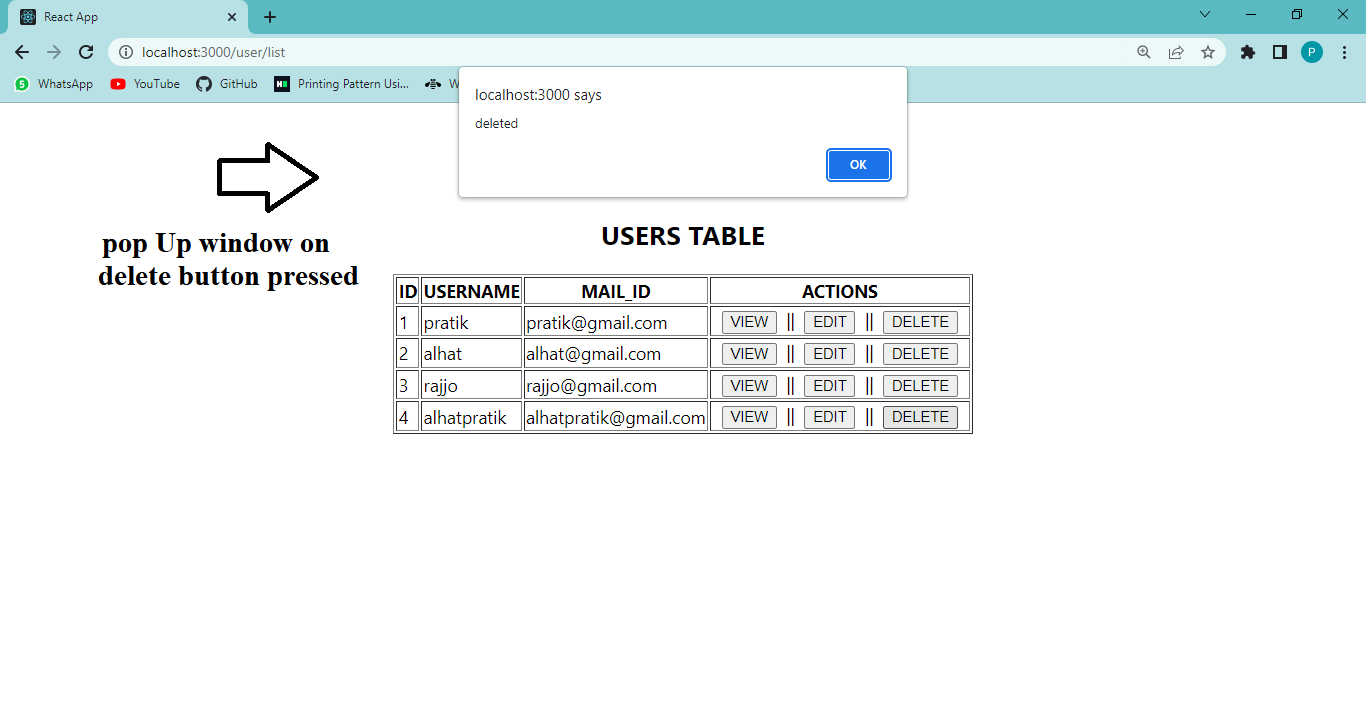 React App
localhost:3000/user/list
P
5 WhatsApp YouTube GitHub Printing Pattern Usi... W
localhost:3000 says
deleted
OK
pop Up window on
delete button pressed
USERS TABLE
ID USERNAME MAIL_ID ACTIONS
1 pratik pratik@gmail.com VIEW || EDIT || DELETE
2 alhat alhat@gmail.com VIEW || EDIT || DELETE
3 rajjo rajjo@gmail.com VIEW || EDIT || DELETE
4 alhatpratik alhatpratik@gmail.com VIEW || EDIT || DELETE